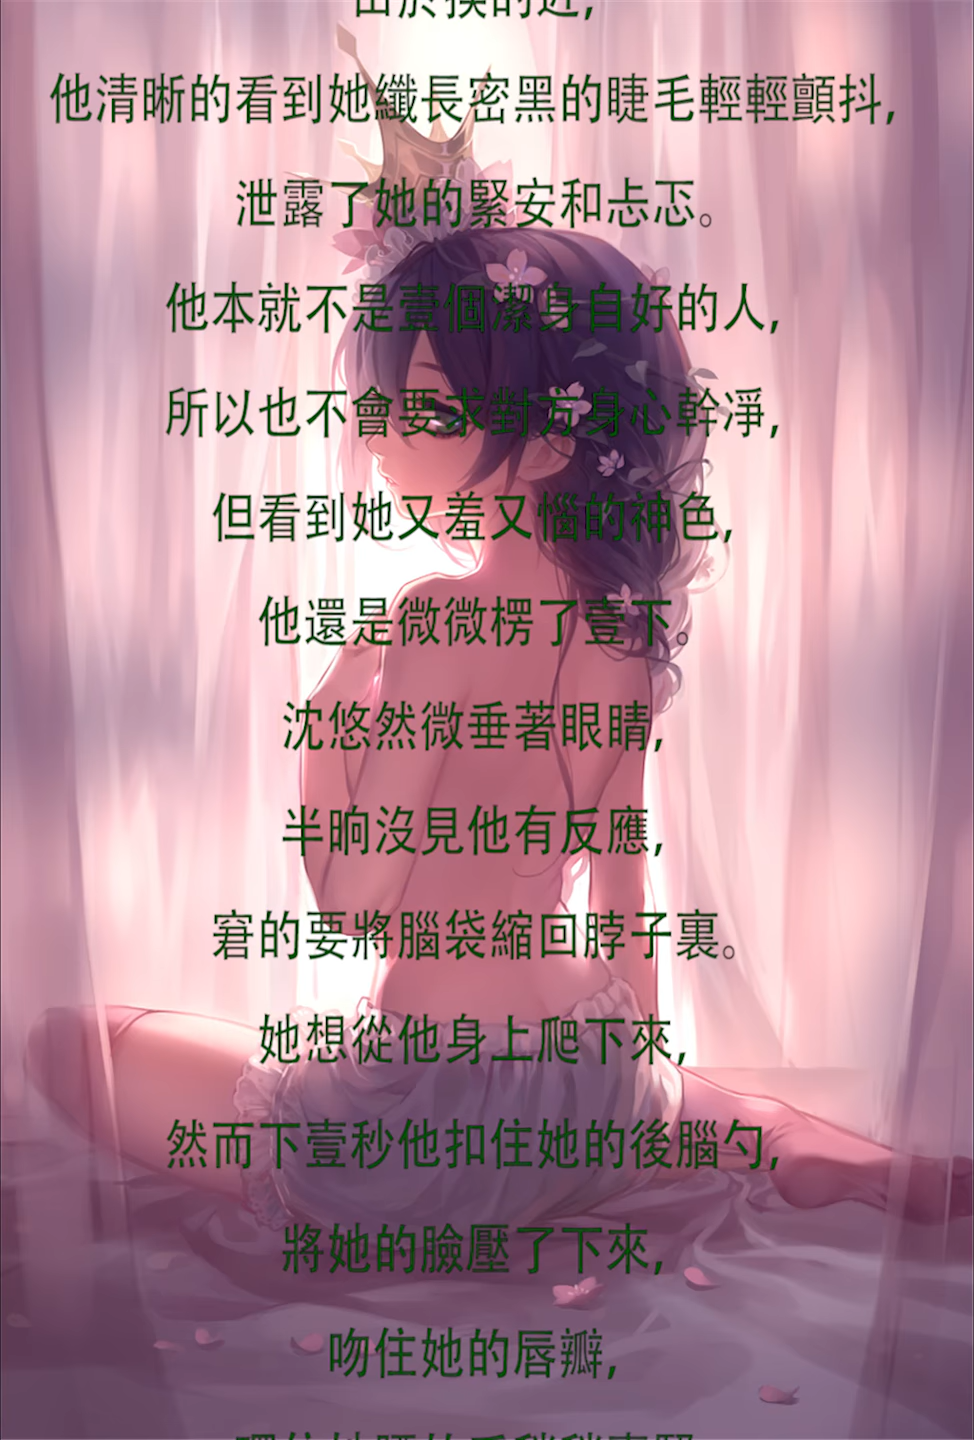 由於挨的近,
他清晰的看到她纖長密黑的睫毛輕輕顫抖,
泄露了她的緊安和忐忑。
他本就不是壹個潔身自好的人,
所以也不會要求對方身心幹凈,
但看到她又羞又惱的神色,
他還是微微楞了壹下。
沈悠然微垂著眼睛,
半晌沒見他有反應,
窘的要將腦袋縮回脖子裏。
她想從他身上爬下來,
然而下壹秒他扣住她的後腦勺,
將她的臉壓了下來,
吻住她的唇瓣,